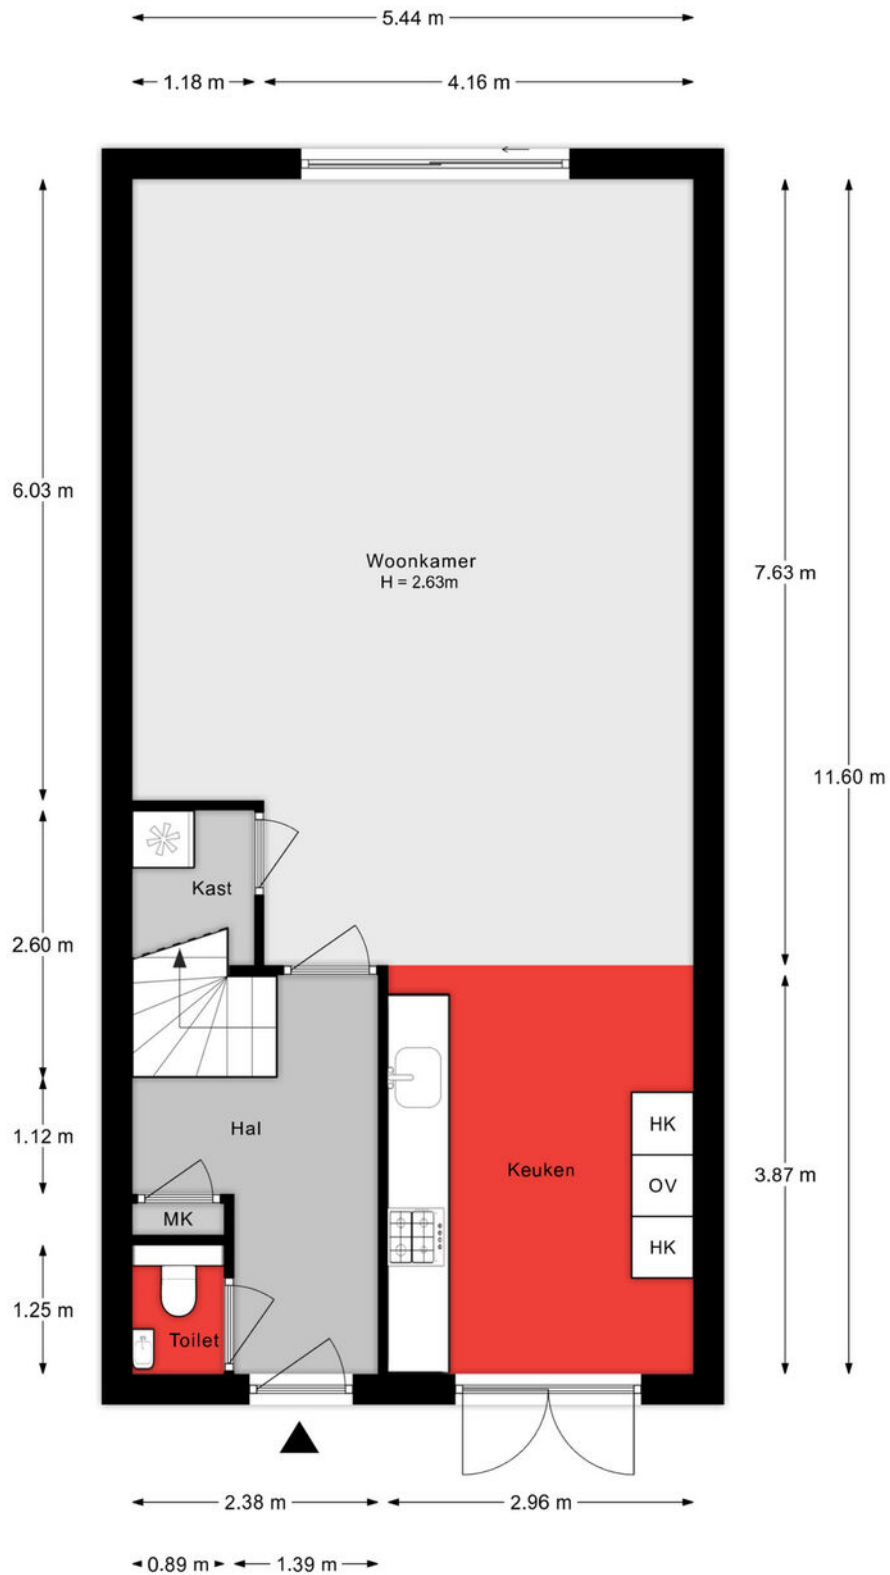 5.44 m
1.18 m
4.16 m
6.03 m
Woonkamer
H = 2.63m
7.63 m
11.60 m
Kast
2.60 m
Hal
1.12 m
HK
Keuken
3.87 m
OV
MK
HK
1.25 m
Toilet
2.38 m
2.96 m
0.89 m
1.39 m